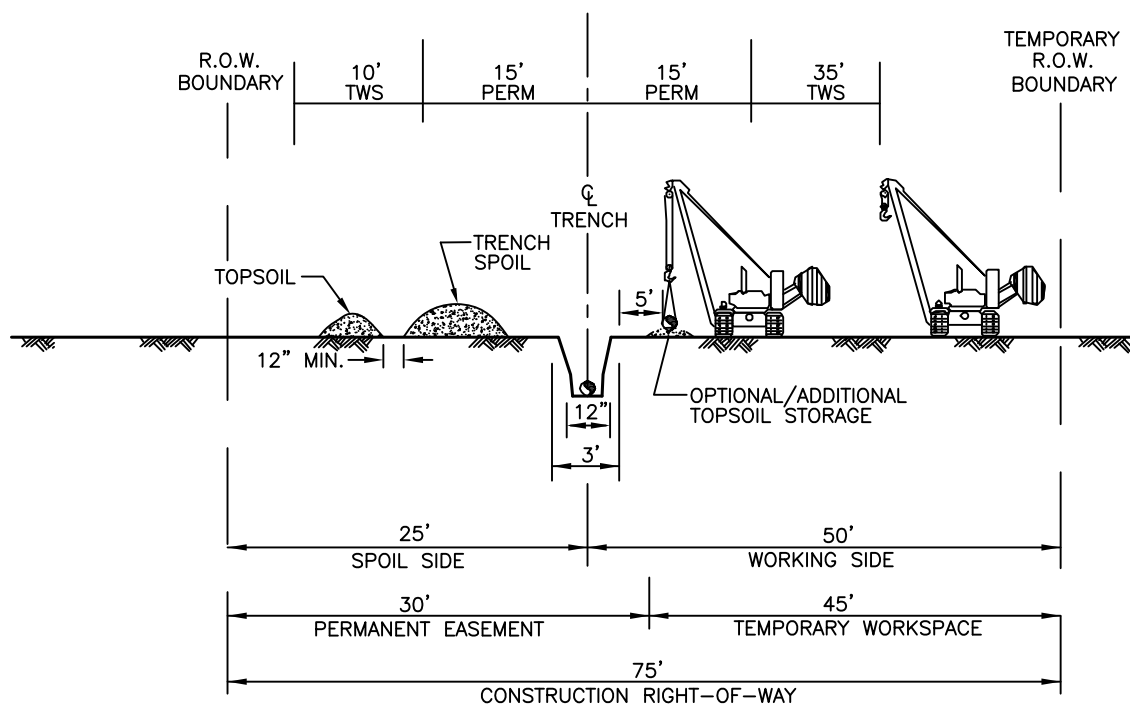 R.O.W.
BOUNDARY
10'
TWS
15'
PERM
15'
PERM
35'
TWS
TEMPORARY
R.O.W.
BOUNDARY
℄
TRENCH
TOPSOIL
TRENCH
SPOIL
5'
12" MIN.
12"
3'
OPTIONAL/ADDITIONAL
TOPSOIL STORAGE
25'
SPOIL SIDE
50'
WORKING SIDE
30'
PERMANENT EASEMENT
45'
TEMPORARY WORKSPACE
75'
CONSTRUCTION RIGHT-OF-WAY